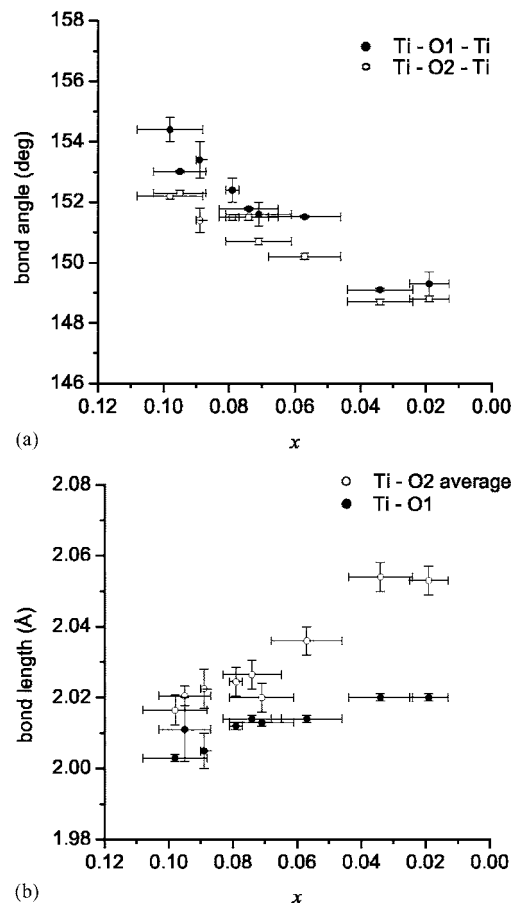 158
156
154
152
150
148
146
bond angle (deg)
Ti - O1 - Ti
Ti - O2 - Ti
0.12 0.10 0.08 0.06 0.04 0.02 0.00
(a)
x
2.08
2.06
2.04
2.02
2.00
1.98
bond length (Å)
Ti - O2 average
Ti - O1
0.12 0.10 0.08 0.06 0.04 0.02 0.00
(b)
x